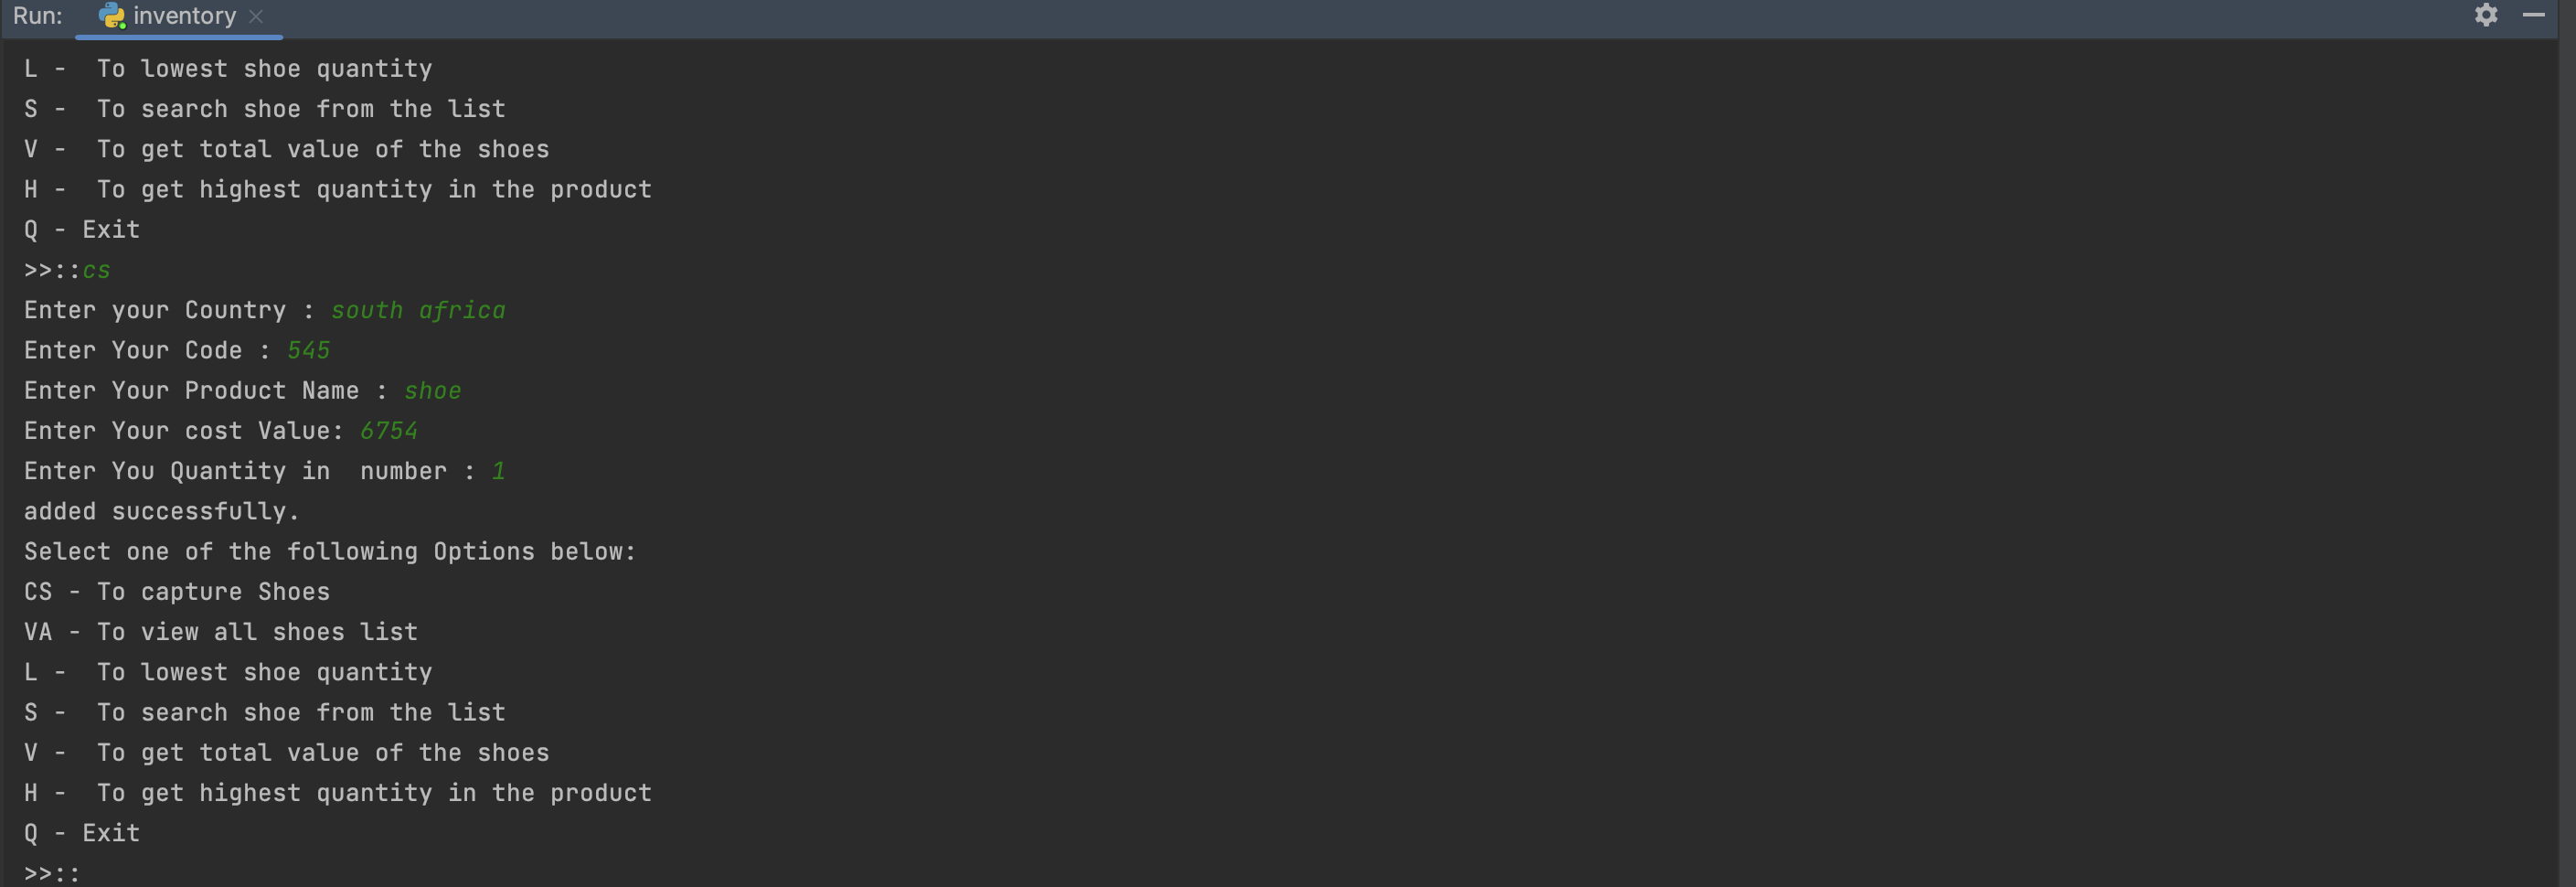 Run: inventory
L -  To lowest shoe quantity
S -  To search shoe from the list
V -  To get total value of the shoes
H -  To get highest quantity in the product
Q - Exit
>>::cs
Enter your Country : south africa
Enter Your Code : 545
Enter Your Product Name : shoe
Enter Your cost Value: 6754
Enter You Quantity in  number : 1
added successfully.
Select one of the following Options below:
CS - To capture Shoes
VA - To view all shoes list
L -  To lowest shoe quantity
S -  To search shoe from the list
V -  To get total value of the shoes
H -  To get highest quantity in the product
Q - Exit
>>::